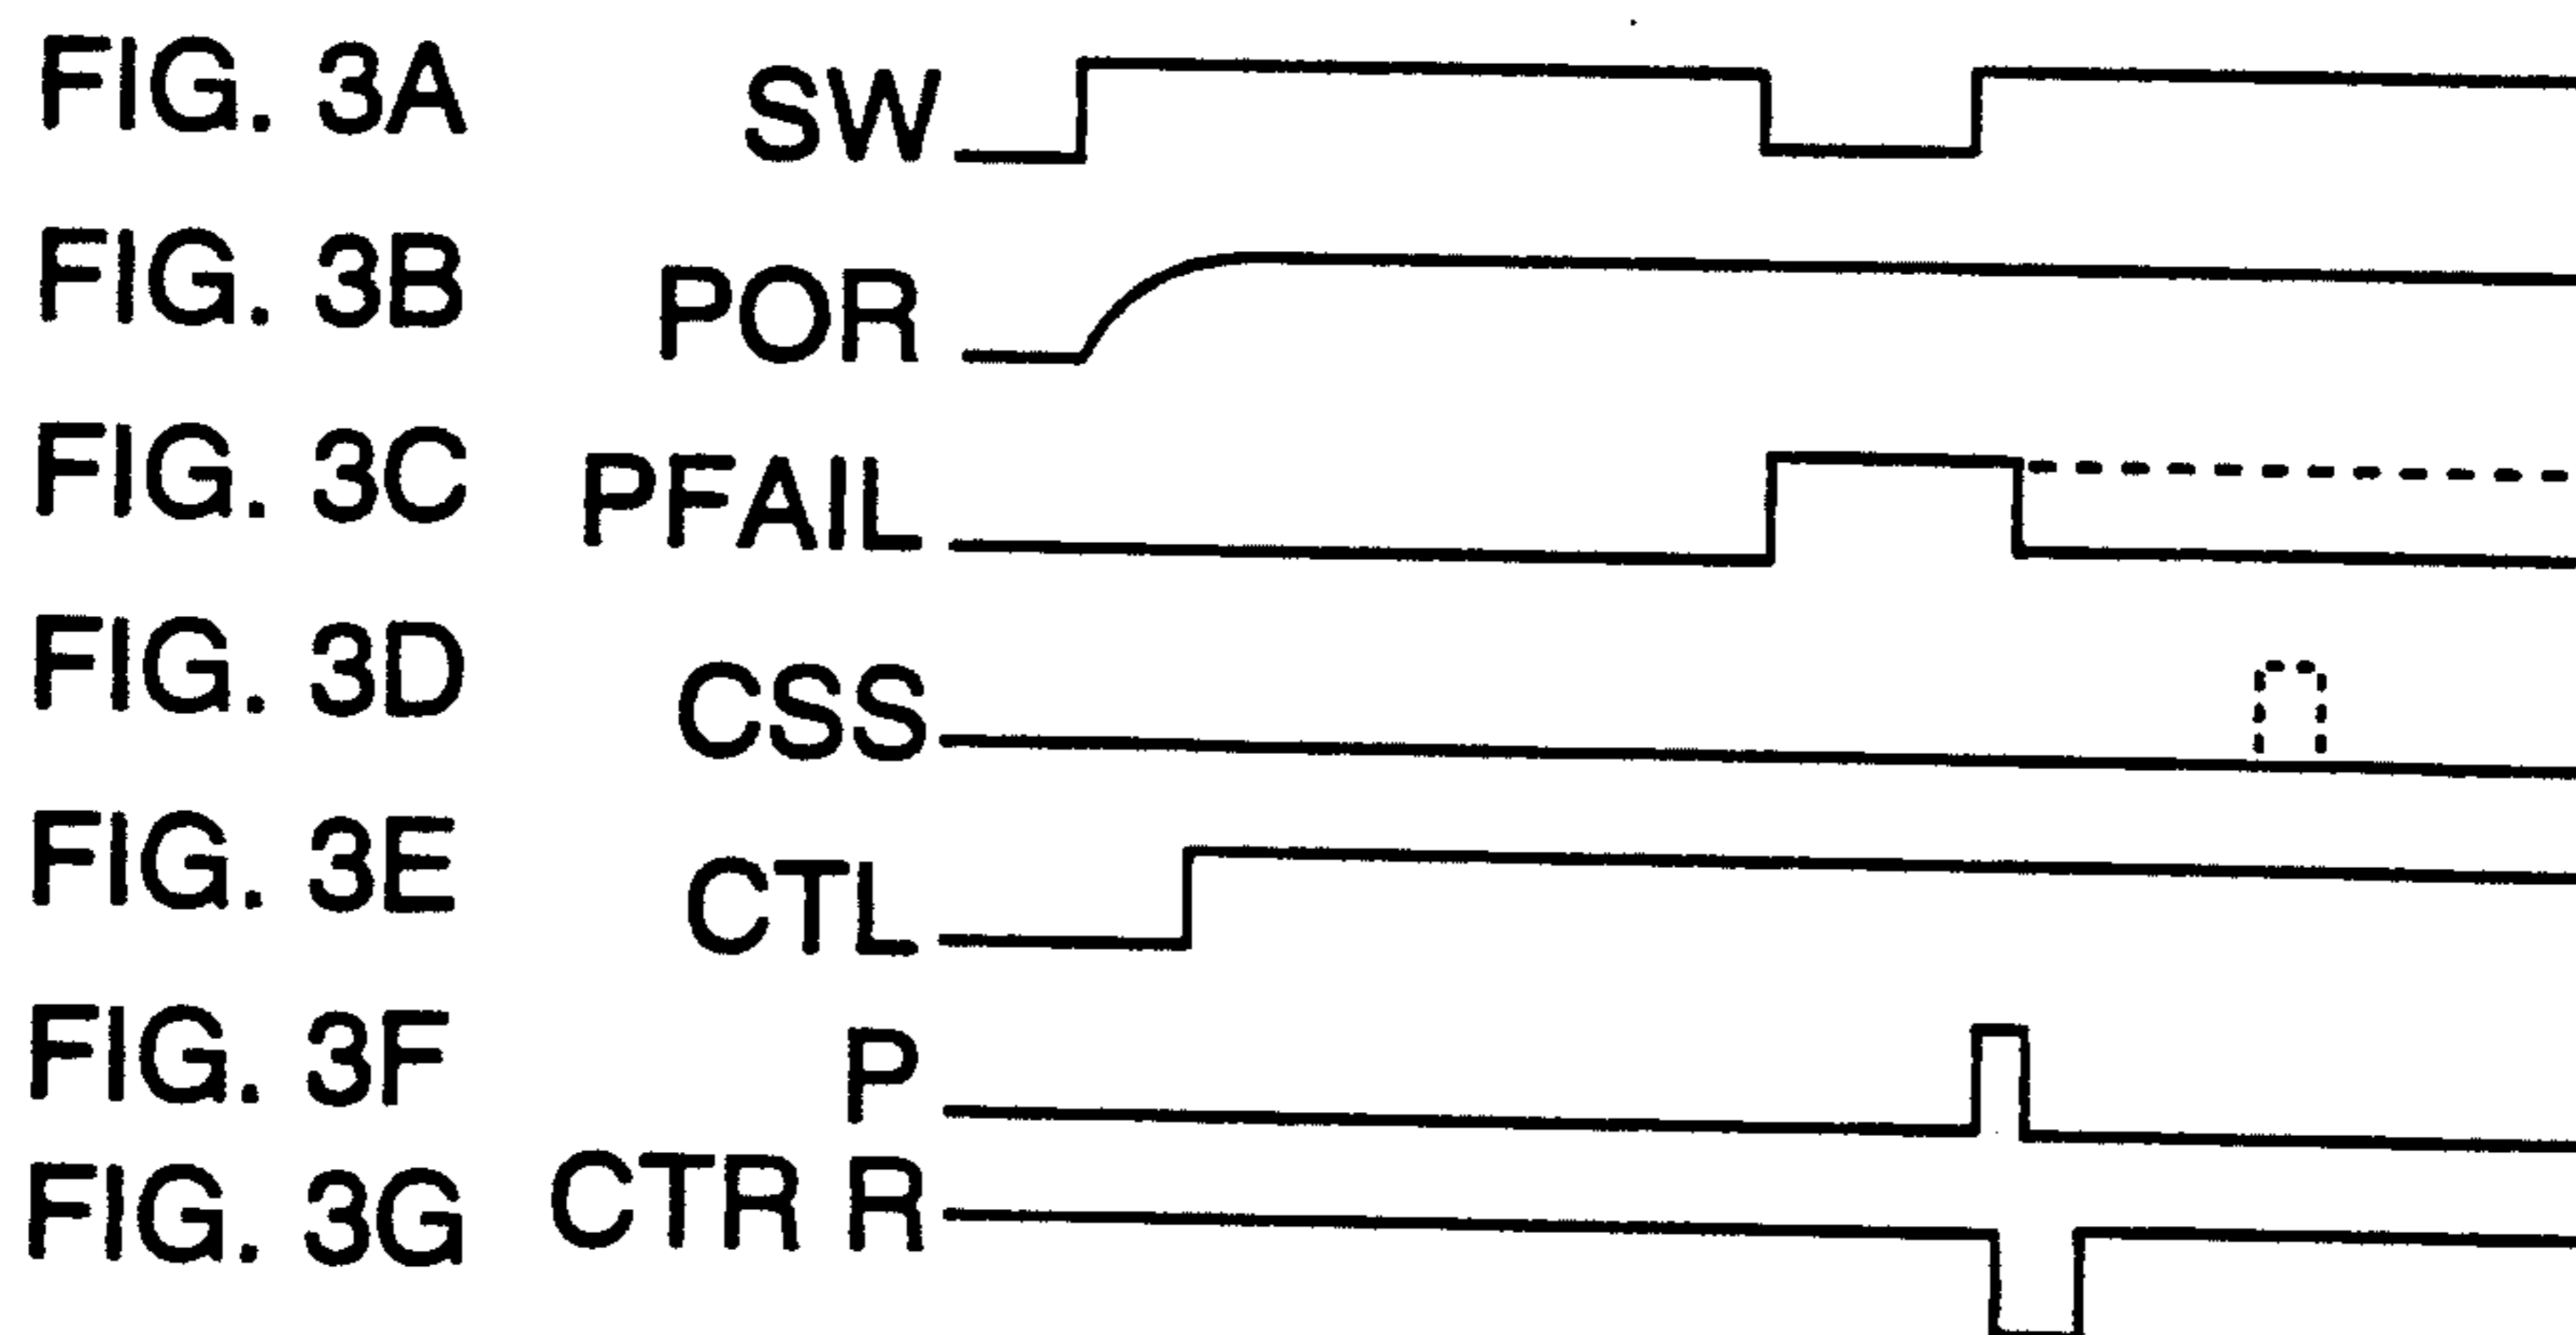 FIG. 3A SW
FIG. 3B POR
FIG. 3C PFAIL
FIG. 3D CSS
FIG. 3E CTL
FIG. 3F P
FIG. 3G CTR R